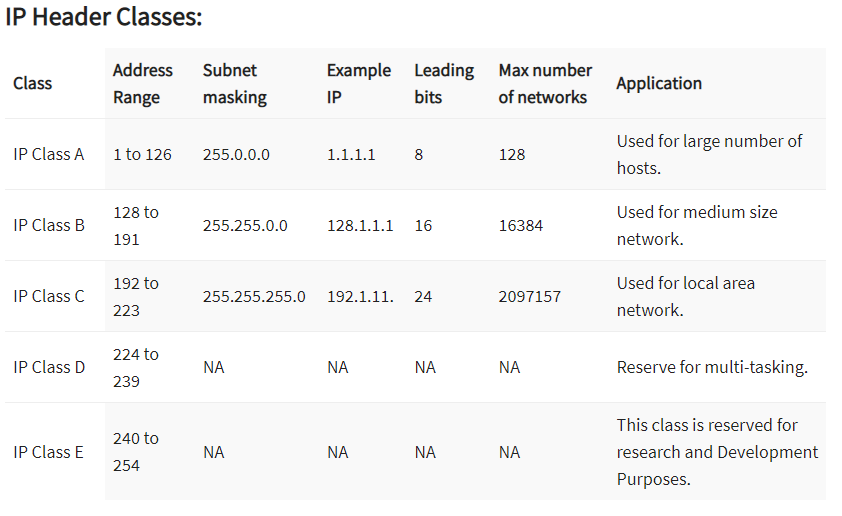 IP Header Classes:
Class Address Range Subnet masking Example IP Leading bits Max number of networks Application
IP Class A 1 to 126 255.0.0.0 1.1.1.1 8 128 Used for large number of hosts.
IP Class B 128 to 191 255.255.0.0 128.1.1.1 16 16384 Used for medium size network.
IP Class C 192 to 223 255.255.255.0 192.1.11. 24 2097157 Used for local area network.
IP Class D 224 to 239 NA NA NA NA Reserve for multi-tasking.
IP Class E 240 to 254 NA NA NA NA This class is reserved for research and Development Purposes.